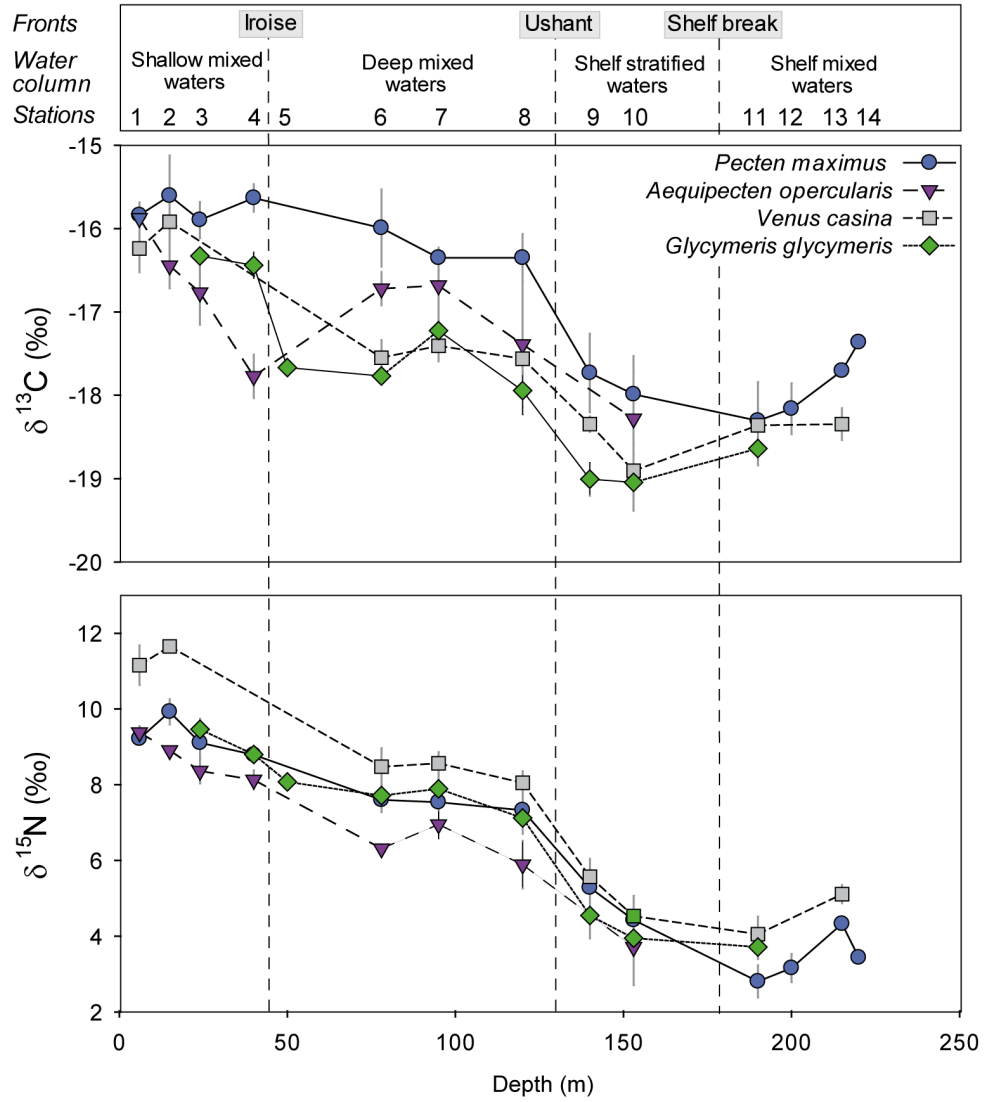 Fronts Iroise Ushant Shelf break
Water column Shallow mixed waters Deep mixed waters Shelf stratified waters Shelf mixed waters
Stations 1 2 3 4 5 6 7 8 9 10 11 12 13 14
-15
-16
-17
-18
-19
-20
δ 13C (‰)
Pecten maximus
Aequipecten opercularis
Venus casina
Glycymeris glycymeris
12
10
8
6
4
2
δ 15N (‰)
0 50 100 150 200 250
Depth (m)